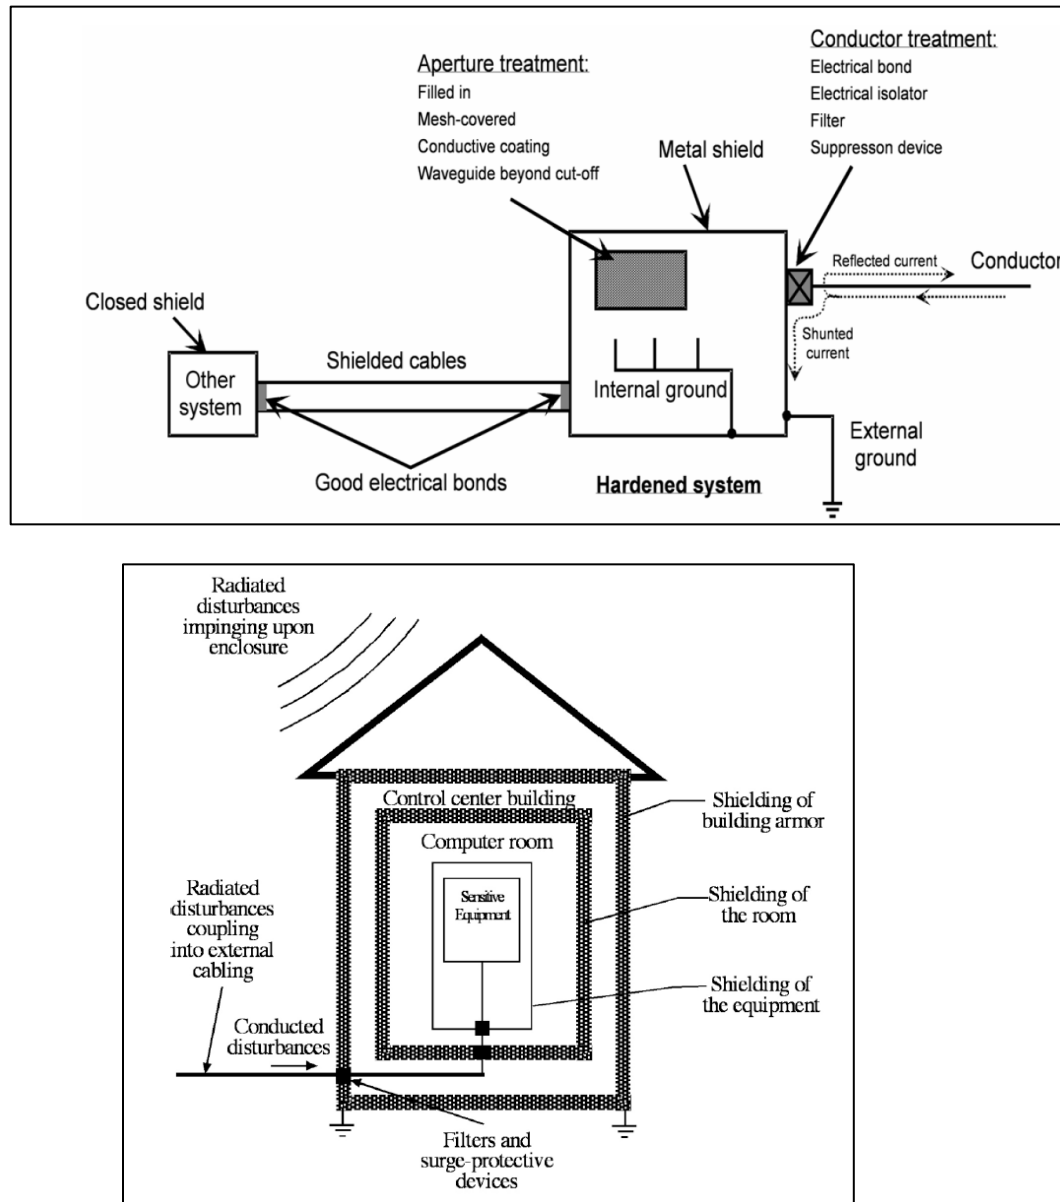 Aperture treatment:
Filled in
Mesh-covered
Conductive coating
Waveguide beyond cut-off
Conductor treatment:
Electrical bond
Electrical isolator
Filter
Suppresson device
Metal shield
Reflected current
Conductor
Shunted
current
Closed shield
Other
system
Shielded cables
Internal ground
Good electrical bonds
Hardened system
External
ground
Radiated
disturbances
impinging upon
enclosure
Control center building
Computer room
Sensitive
Equipment
Shielding of
building armor
Shielding of
the room
Shielding of
the equipment
Radiated
disturbances
coupling
into external
cabling
Conducted
disturbances
Filters and
surge-protective
devices